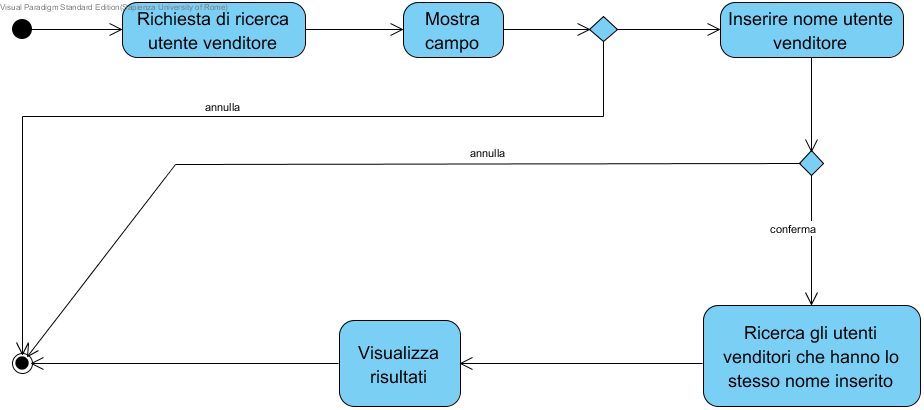 Visual Paradigm Standard Edition(Sapienza University of Rome)
Richiesta di ricerca
utente venditore
Mostra
campo
Inserire nome utente
venditore
annulla
annulla
conferma
Ricerca gli utenti
venditori che hanno lo
stesso nome inserito
Visualizza
risultati